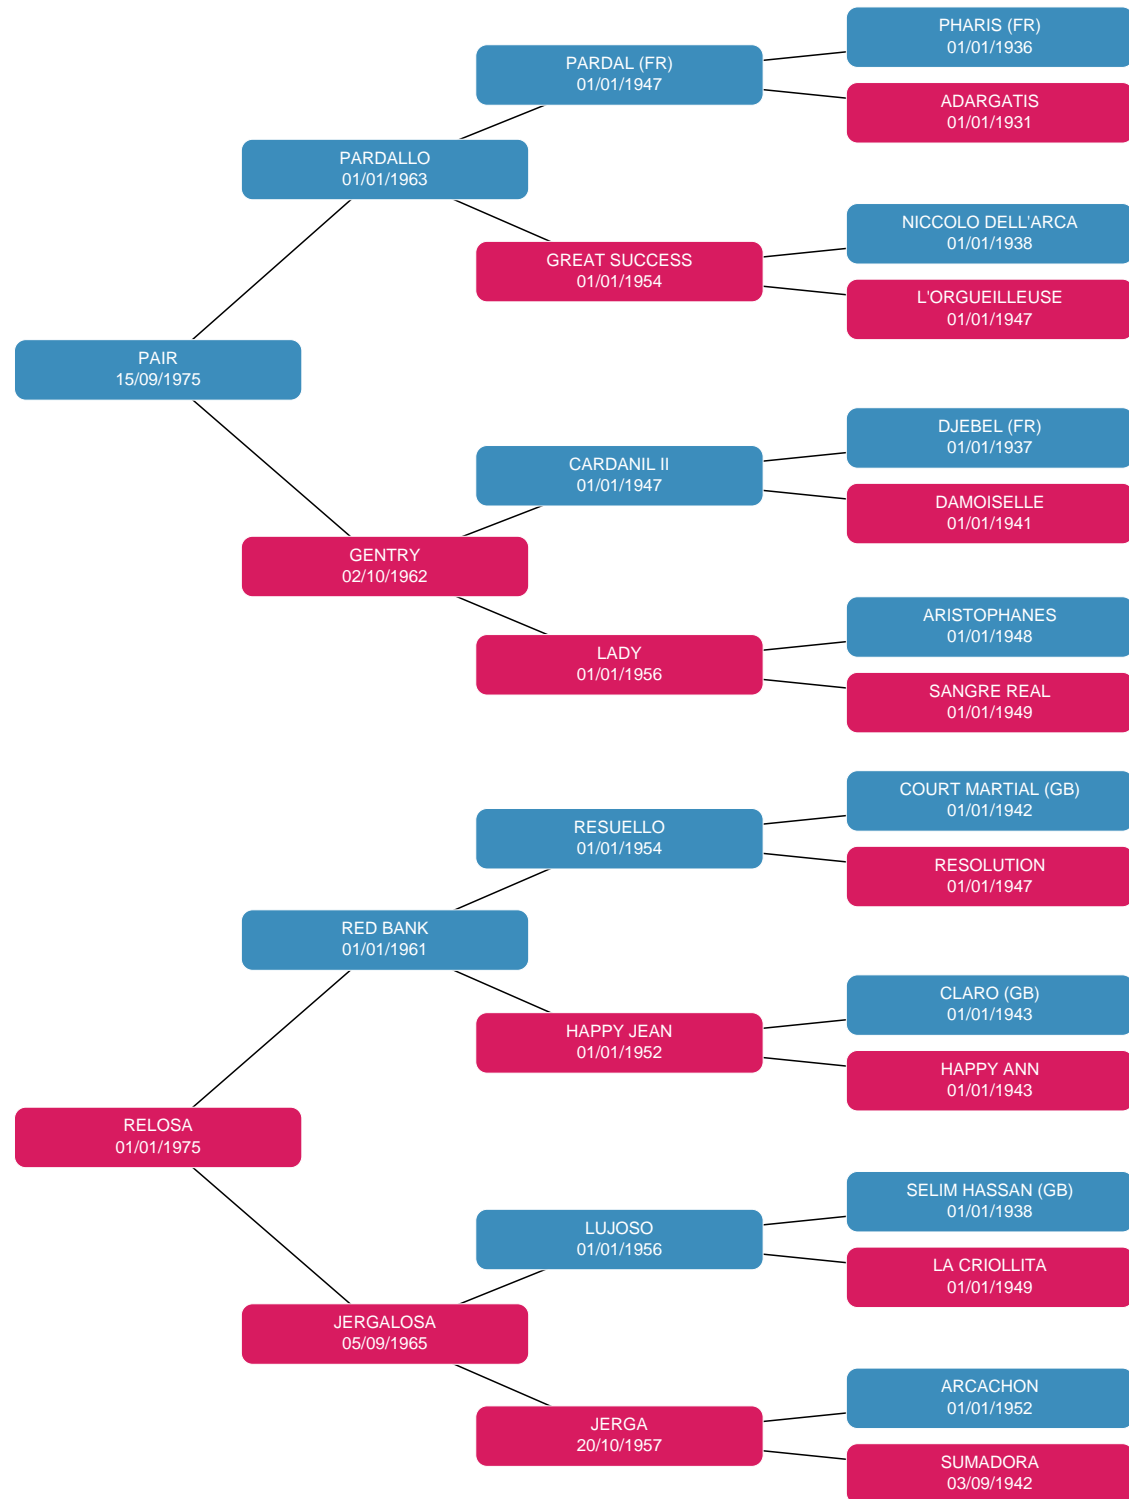 PHARIS (FR)
01/01/1936
PARDAL (FR)
01/01/1947
ADARGATIS
01/01/1931
PARDALLO
01/01/1963
NICCOLO DELL'ARCA
01/01/1938
GREAT SUCCESS
01/01/1954
L'ORGUEILLEUSE
01/01/1947
PAIR
15/09/1975
DJEBEL (FR)
01/01/1937
CARDANIL II
01/01/1947
DAMOISELLE
01/01/1941
GENTRY
02/10/1962
ARISTOPHANES
01/01/1948
LADY
01/01/1956
SANGRE REAL
01/01/1949
COURT MARTIAL (GB)
01/01/1942
RESUELLO
01/01/1954
RESOLUTION
01/01/1947
RED BANK
01/01/1961
CLARO (GB)
01/01/1943
HAPPY JEAN
01/01/1952
HAPPY ANN
01/01/1943
RELOSA
01/01/1975
SELIM HASSAN (GB)
01/01/1938
LUJOSO
01/01/1956
LA CRIOLLITA
01/01/1949
JERGALOSA
05/09/1965
ARCACHON
01/01/1952
JERGA
20/10/1957
SUMADORA
03/09/1942